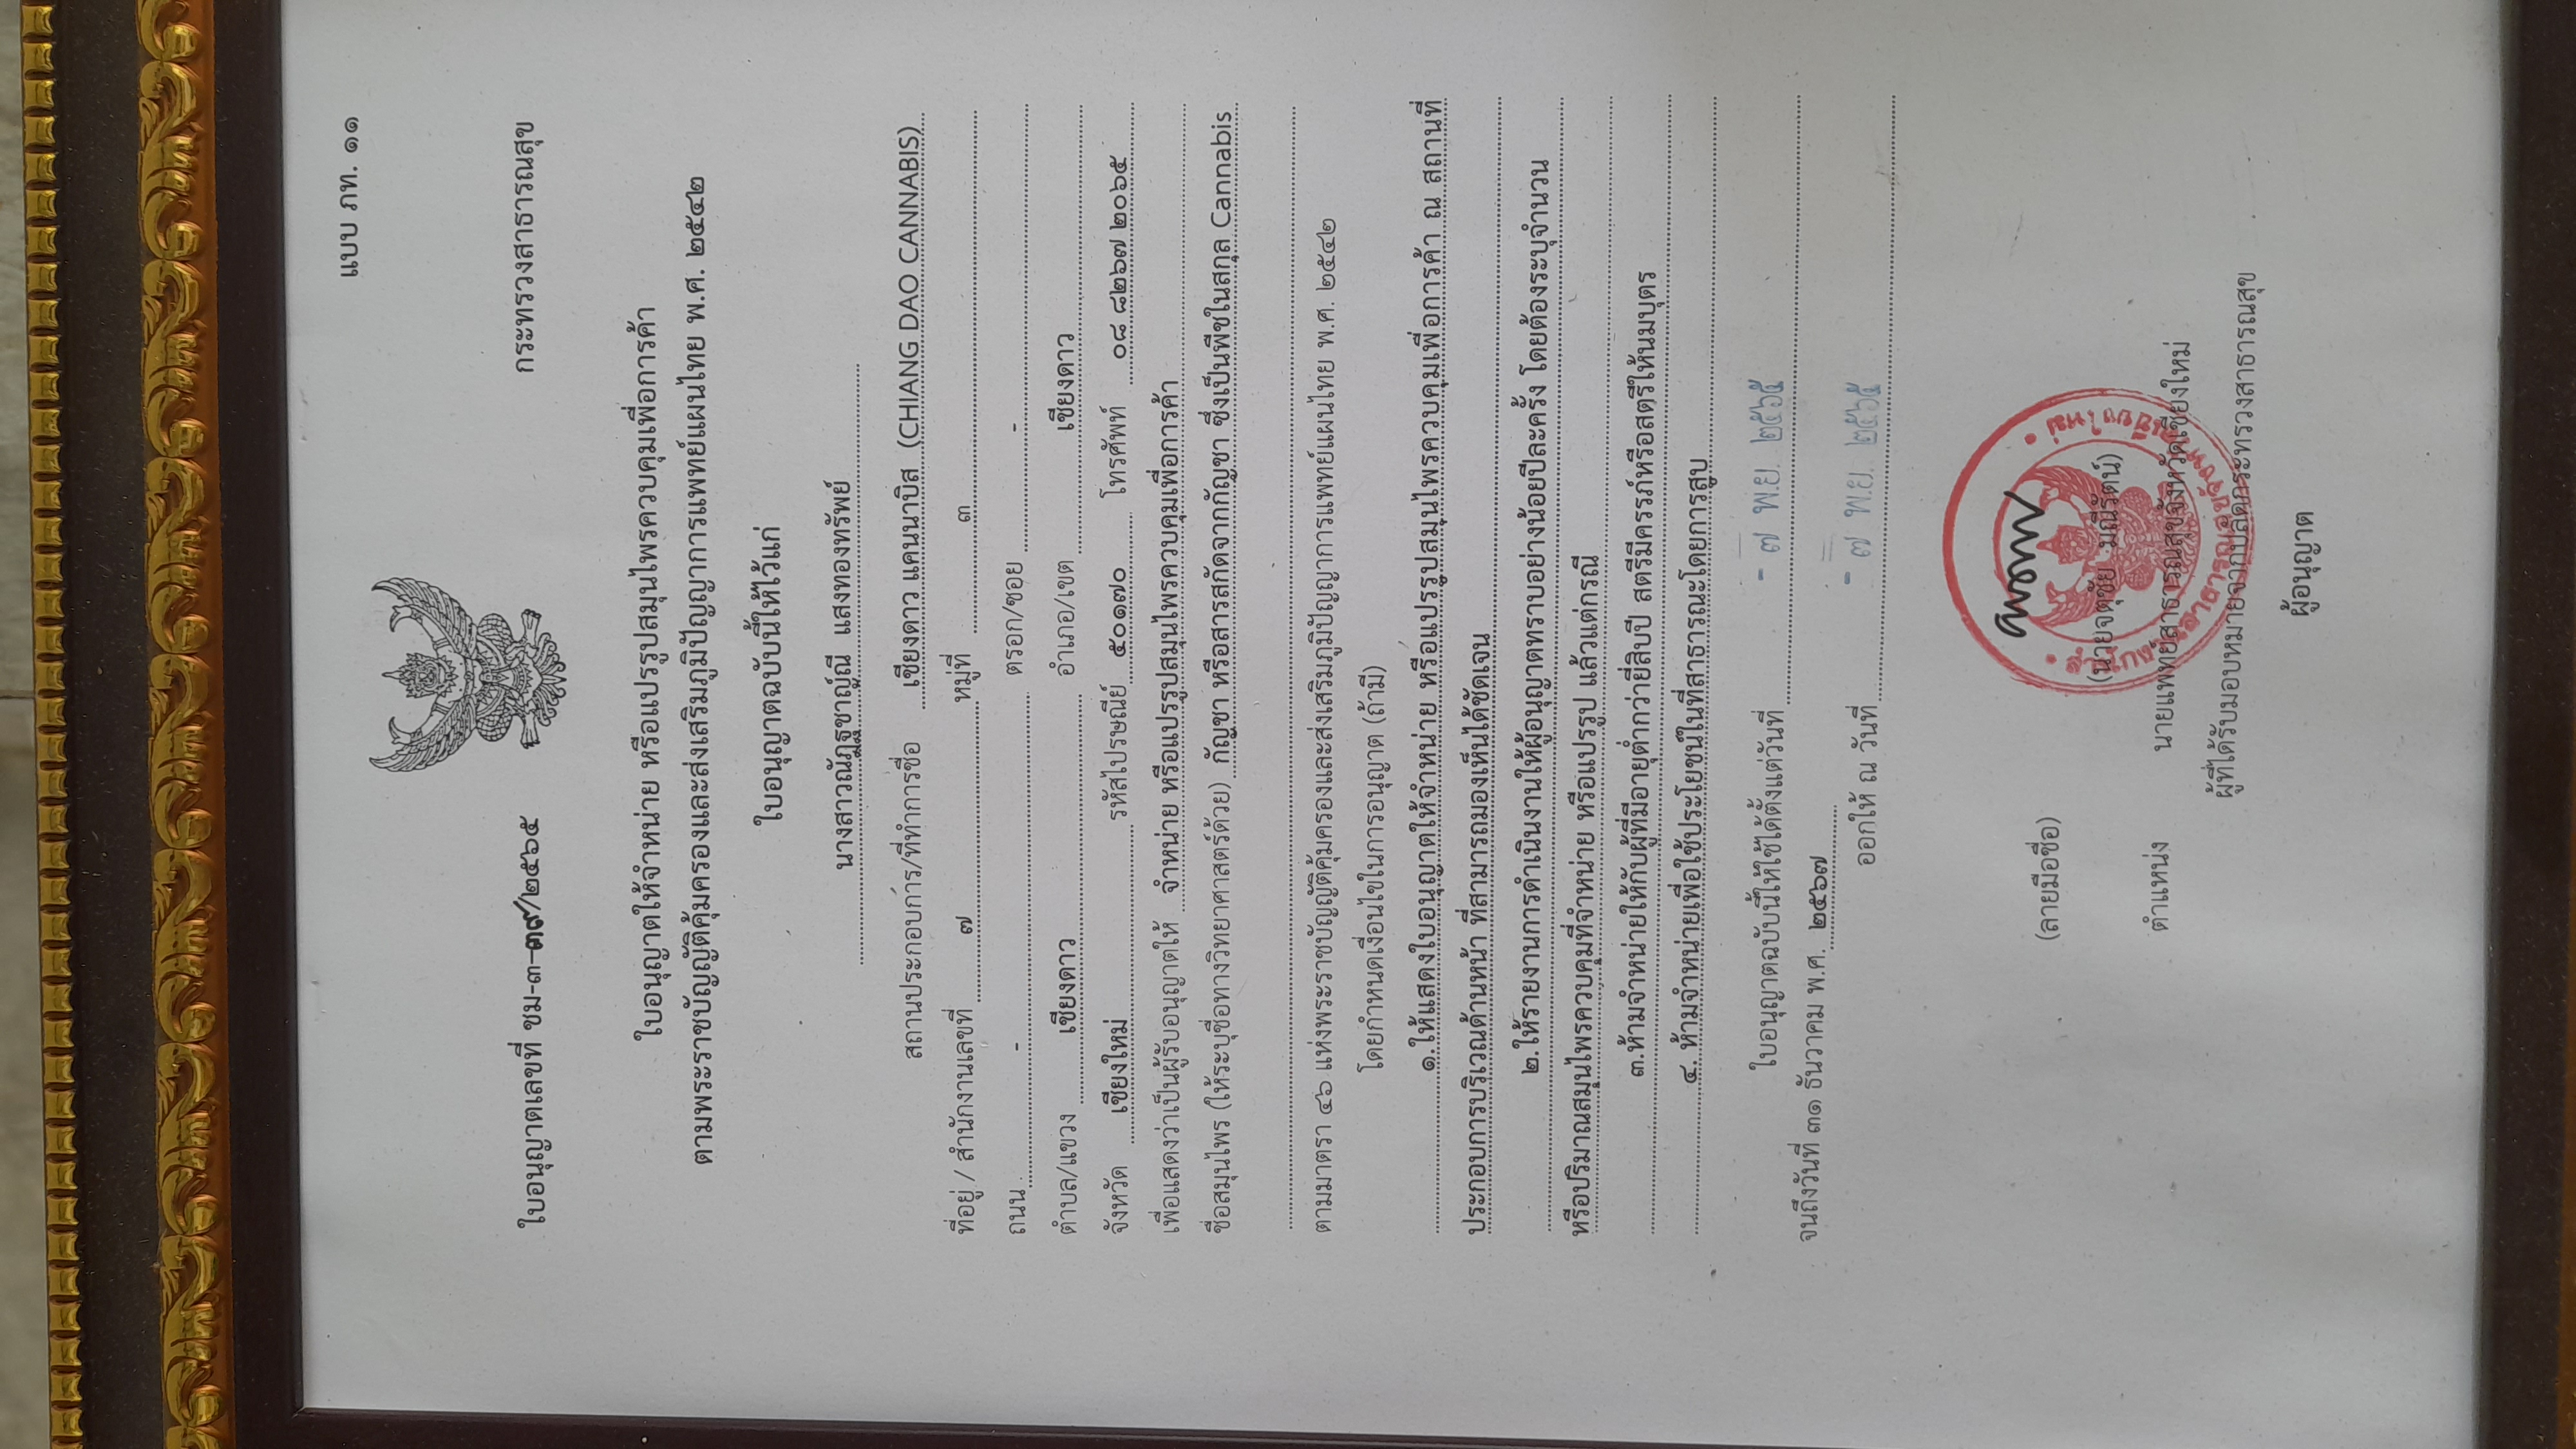 แบบ ภท. ๑๑
ใบอนุญาตเลขที่ ชม-๓-๓๙/๒๕๖๕
กระทรวงสาธารณสุข
ใบอนุญาตให้จำหน่าย หรือแปรรูปสมุนไพรควบคุมเพื่อการค้า
ตามพระราชบัญญัติคุ้มครองและส่งเสริมภูมิปัญญาการแพทย์แผนไทย พ.ศ. ๒๕๔๒
ใบอนุญาตฉบับนี้ให้ไว้แก่
นางสาวณัฏฐชาญ์ณี แสงทองทรัพย์
สถานประกอบการ/ที่ทำการชื่อ เชียงดาว แคนนาบิส (CHIANG DAO CANNABIS)
ที่อยู่ / สำนักงานเลขที่ ๗ หมู่ที่ ๓
ถนน - ตรอก/ซอย -
ตำบล/แขวง เชียงดาว อำเภอ/เขต เชียงดาว
จังหวัด เชียงใหม่ รหัสไปรษณีย์ ๕๐๑๗๐ โทรศัพท์ ๐๘ ๘๒๖๗ ๒๐๖๕
เพื่อแสดงว่าเป็นผู้รับอนุญาตให้ จำหน่าย หรือแปรรูปสมุนไพรควบคุมเพื่อการค้า
ชื่อสมุนไพร (ให้ระบุชื่อทางวิทยาศาสตร์ด้วย) กัญชา หรือสารสกัดจากกัญชา ซึ่งเป็นพืชในสกุล Cannabis
ตามมาตรา ๔๖ แห่งพระราชบัญญัติคุ้มครองและส่งเสริมภูมิปัญญาการแพทย์แผนไทย พ.ศ. ๒๕๔๒
โดยกำหนดเงื่อนไขในการอนุญาต (ถ้ามี)
๑.ให้แสดงใบอนุญาตให้จำหน่าย หรือแปรรูปสมุนไพรควบคุมเพื่อการค้า ณ สถานที่
ประกอบการบริเวณด้านหน้า ที่สามารถมองเห็นได้ชัดเจน
๒.ให้รายงานการดำเนินงานให้ผู้อนุญาตทราบอย่างน้อยปีละครั้ง โดยต้องระบุจำนวน
หรือปริมาณสมุนไพรควบคุมที่จำหน่าย หรือแปรรูป แล้วแต่กรณี
๓.ห้ามจำหน่ายให้กับผู้ที่มีอายุต่ำกว่ายี่สิบปี สตรีมีครรภ์หรือสตรีให้นมบุตร
๔. ห้ามจำหน่ายเพื่อใช้ประโยชน์ในที่สาธารณะโดยการสูบ
ใบอนุญาตฉบับนี้ให้ใช้ได้ตั้งแต่วันที่ - ๗ พ.ย. ๒๕๖๕
จนถึงวันที่ ๓๑ ธันวาคม พ.ศ. ๒๕๖๗
ออกให้ ณ วันที่ - ๗ พ.ย. ๒๕๖๕
(ลายมือชื่อ)
(นายจตุชัย มณีรัตน์)
ตำแหน่ง นายแพทย์สาธารณสุขจังหวัดเชียงใหม่
ผู้ที่ได้รับมอบหมายจากปลัดกระทรวงสาธารณสุข
ผู้อนุญาต
สำนักงานสาธารณสุขจังหวัดเชียงใหม่